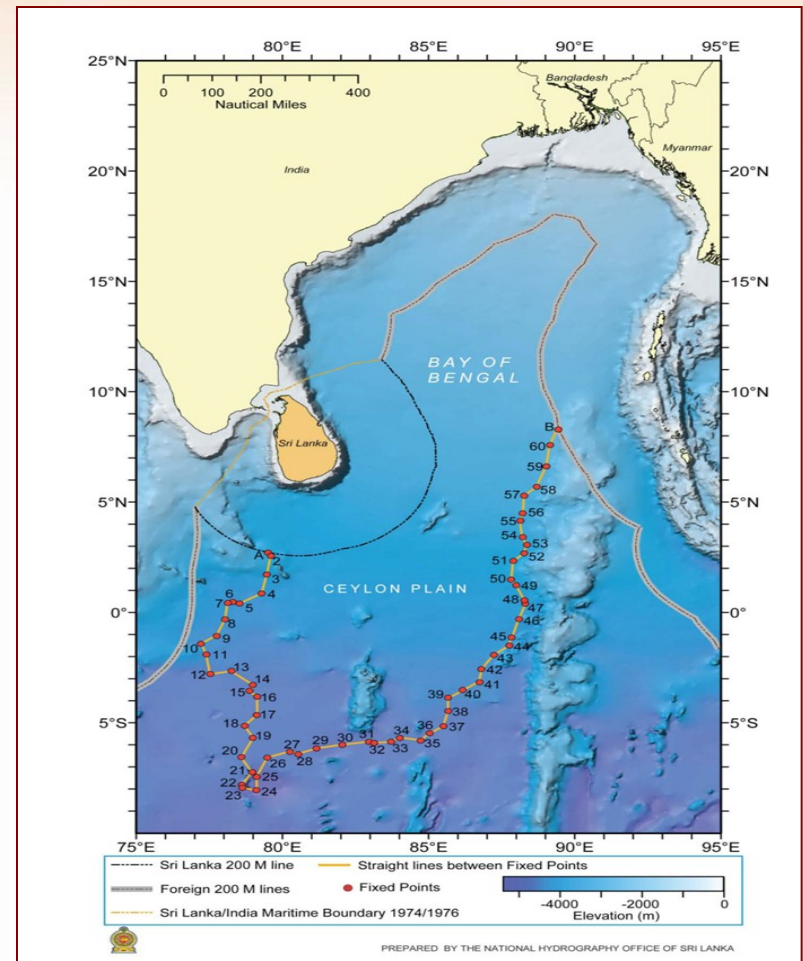 80°E 85°E 90°E 95°E
25°N
0 100 200 400
Nautical Miles
Bangladesh
Myanmar
India
20°N 20°N
15°N 15°N
BAY OF
BENGAL
10°N 10°N
Sri Lanka
B
60
59
58
57
5°N 5°N
56
55
54
53
52
A
2
51
3
50
49
CEYLON PLAIN
4
6
48
7
5
47
0° 0°
8
46
9
45
10
44
11
43
12
13
42
14
41
15
40
16
39
17
38
18
37
5°S 5°S
19
36
34
31
30
35
33
32
29
27
20
28
26
21
25
22
24
23
75°E 80°E 85°E 90°E 95°E
Sri Lanka 200 M line
Straight lines between Fixed Points
Foreign 200 M lines
Fixed Points
Sri Lanka/India Maritime Boundary 1974/1976
-4000 -2000 0
Elevation (m)
PREPARED BY THE NATIONAL HYDROGRAPHY OFFICE OF SRI LANKA